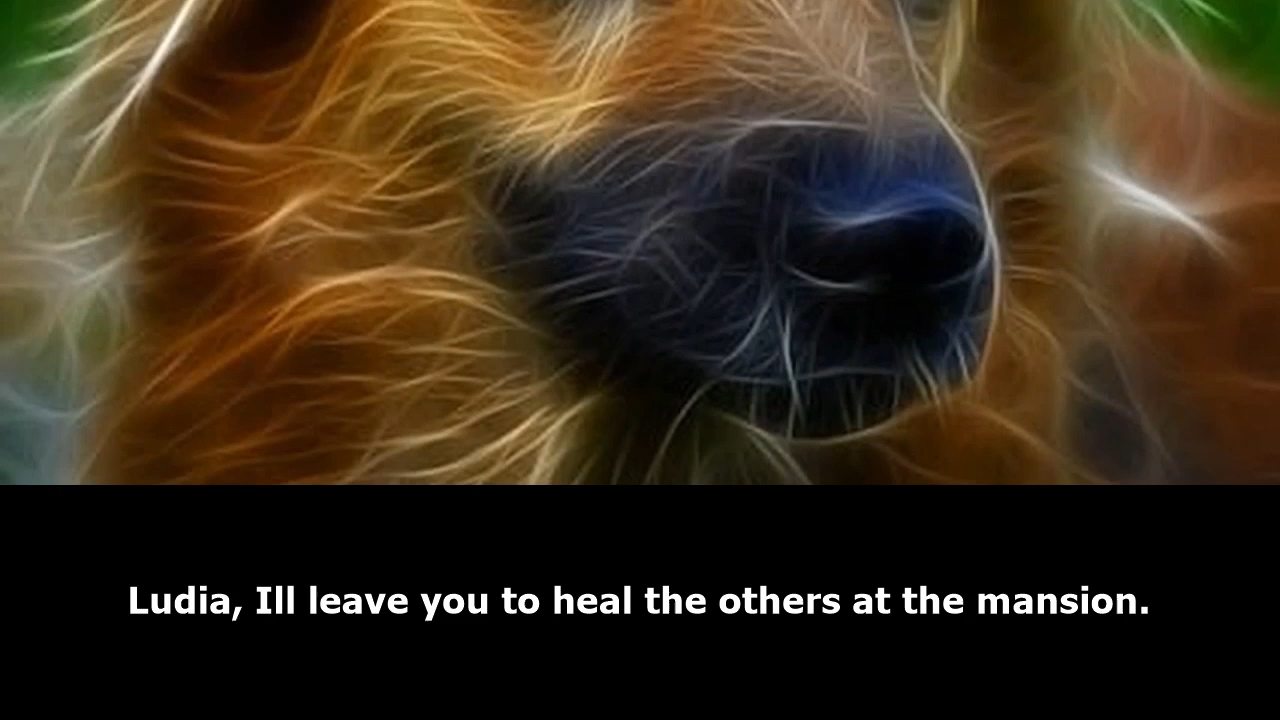 Ludia, Ill leave you to heal the others at the mansion.